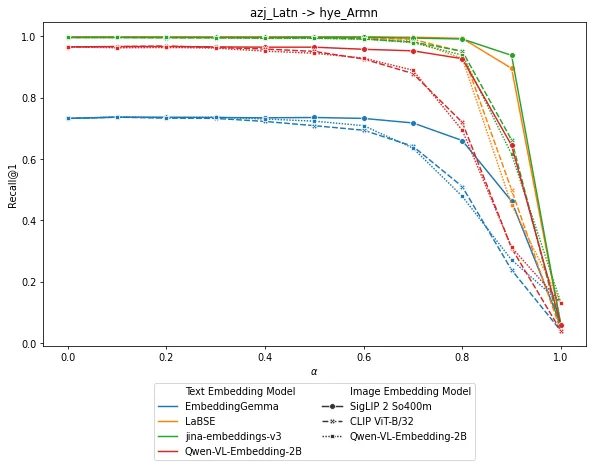 azj_Latn -> hye_Armn
Recall@1
1.0
0.8
0.6
0.4
0.2
0.0
0.0 0.2 0.4 0.6 0.8 1.0
α
Text Embedding Model
EmbeddingGemma
LaBSE
jina-embeddings-v3
Qwen-VL-Embedding-2B
Image Embedding Model
SigLIP 2 So400m
CLIP ViT-B/32
Qwen-VL-Embedding-2B